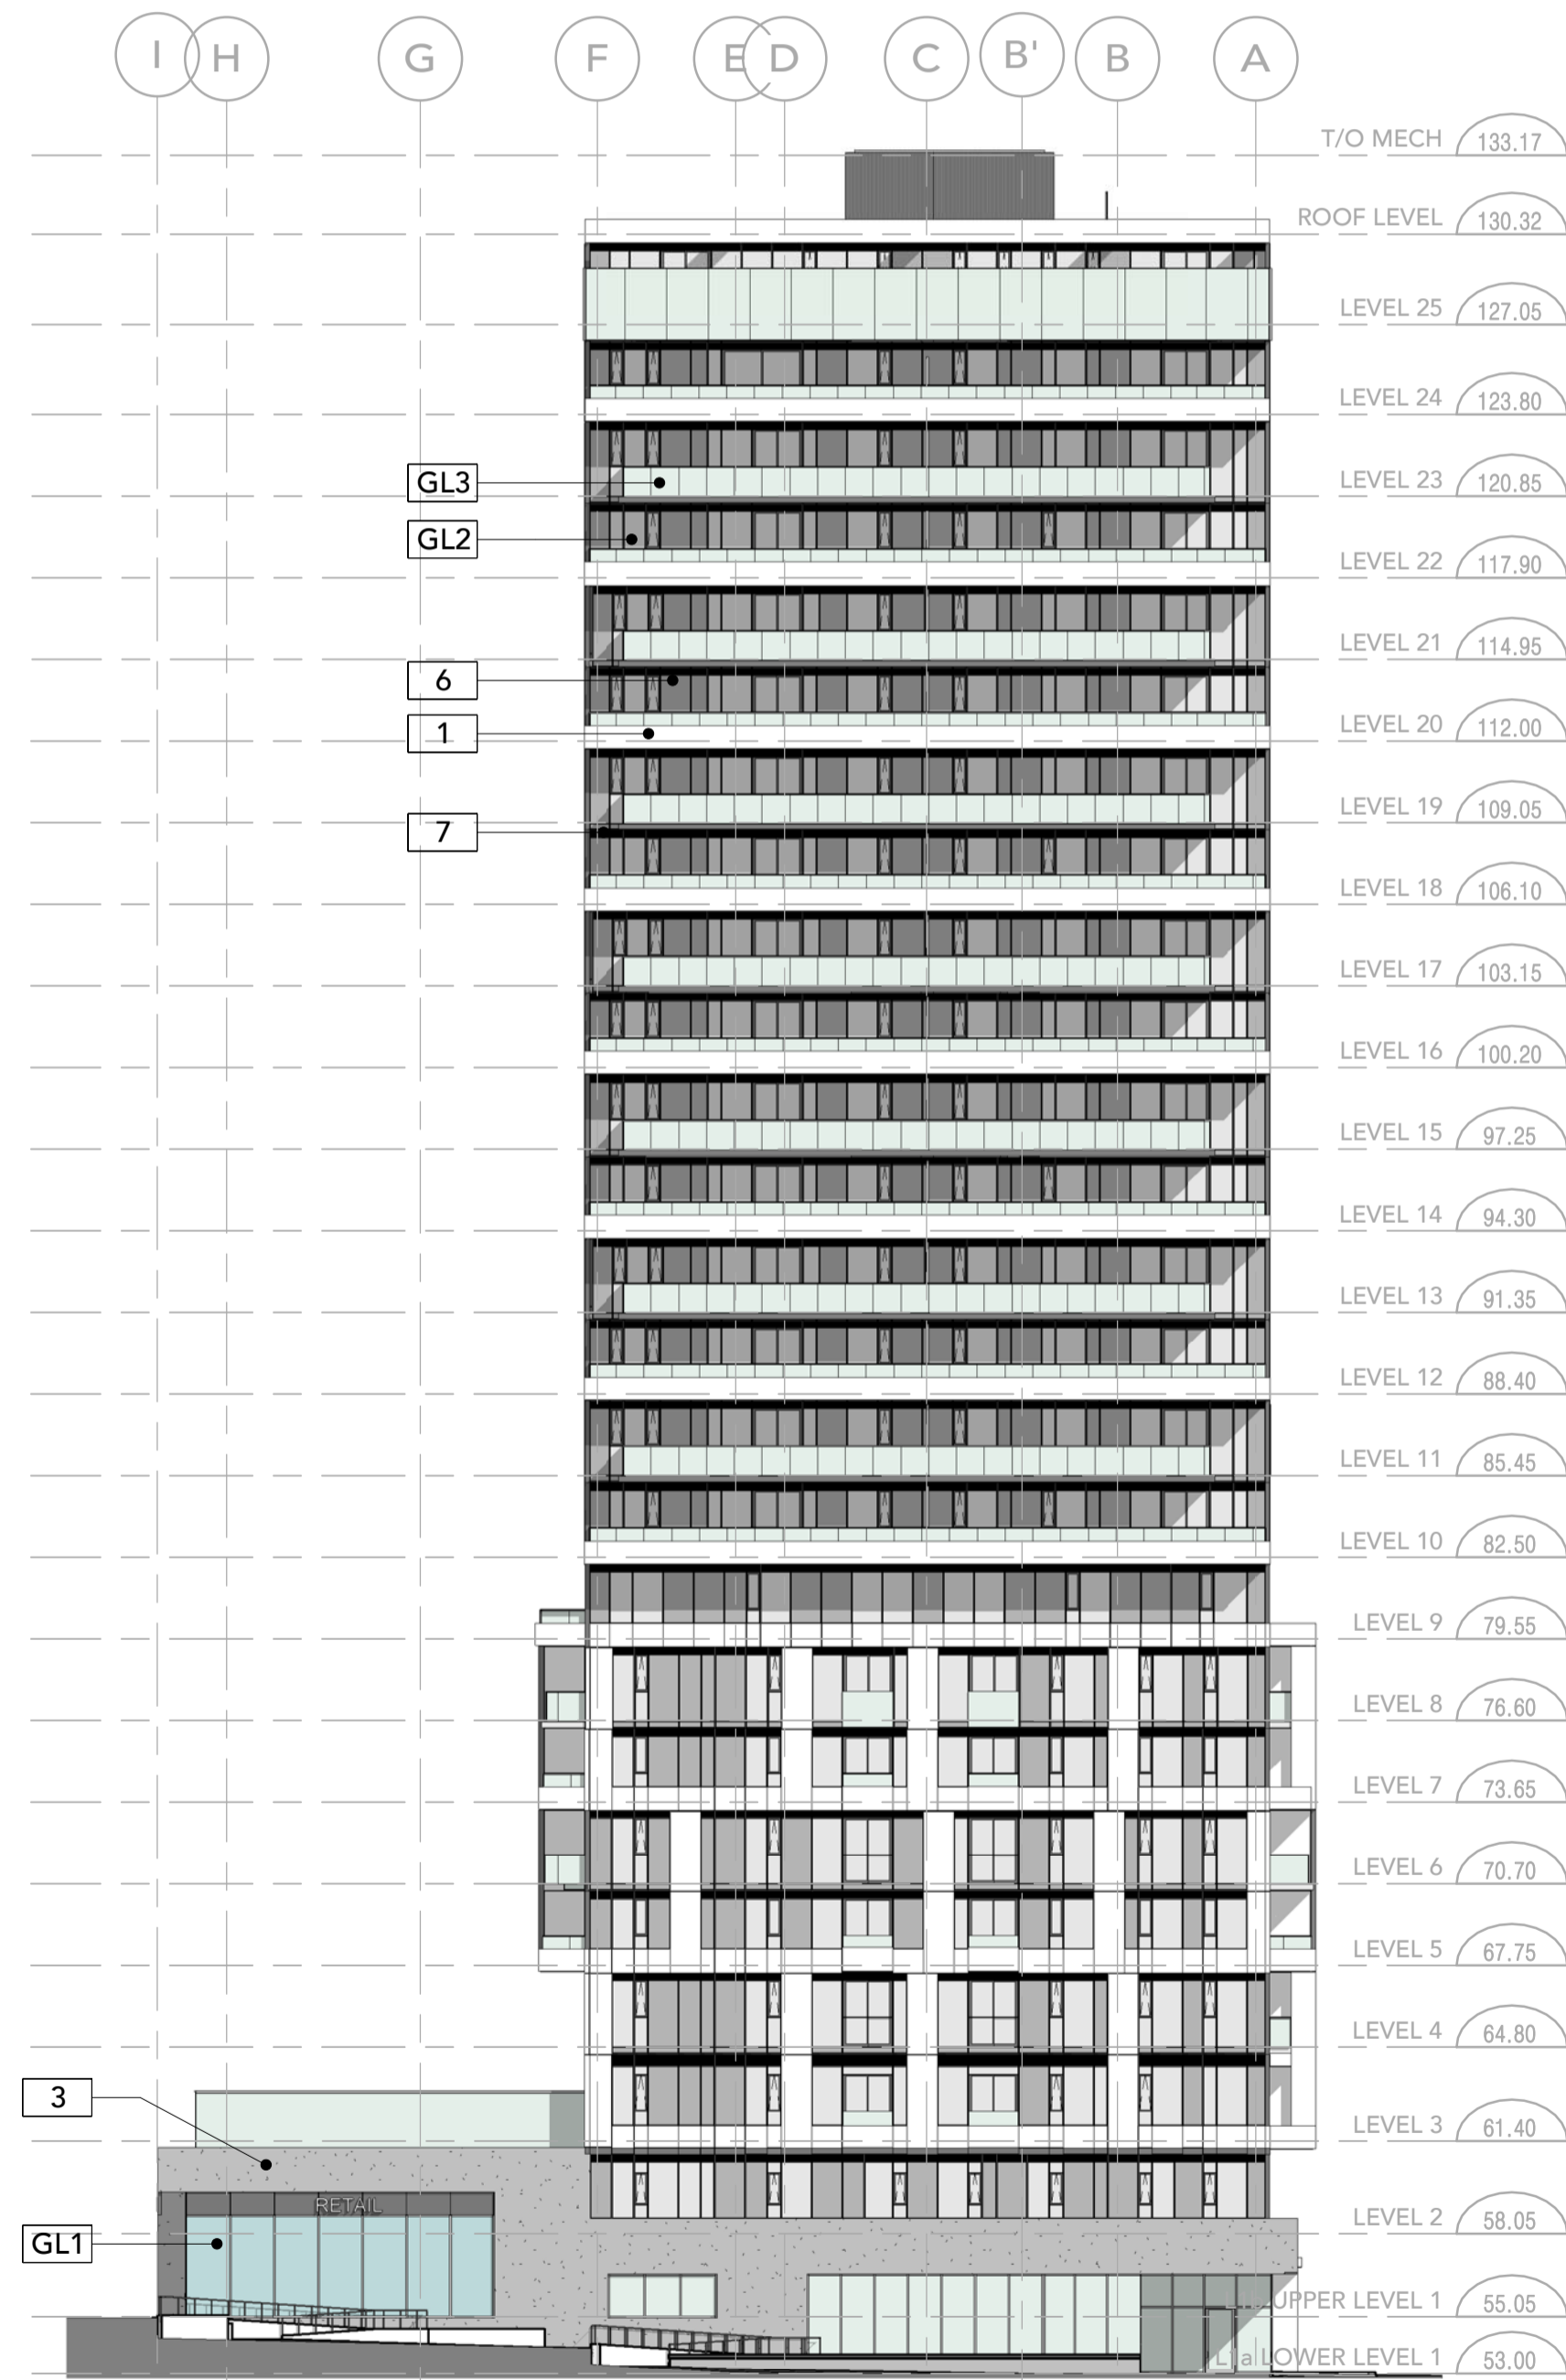 I H G F E D C B' B A
T/O MECH 133.17
ROOF LEVEL 130.32
LEVEL 25 127.05
LEVEL 24 123.80
GL3 LEVEL 23 120.85
GL2 LEVEL 22 117.90
6 LEVEL 21 114.95
1 LEVEL 20 112.00
7 LEVEL 19 109.05
LEVEL 18 106.10
LEVEL 17 103.15
LEVEL 16 100.20
LEVEL 15 97.25
LEVEL 14 94.30
LEVEL 13 91.35
LEVEL 12 88.40
LEVEL 11 85.45
LEVEL 10 82.50
LEVEL 9 79.55
LEVEL 8 76.60
LEVEL 7 73.65
LEVEL 6 70.70
LEVEL 5 67.75
LEVEL 4 64.80
3 LEVEL 3 61.40
RETAIL
GL1 LEVEL 2 58.05
UPPER LEVEL 1 55.05
L1a LOWER LEVEL 1 53.00